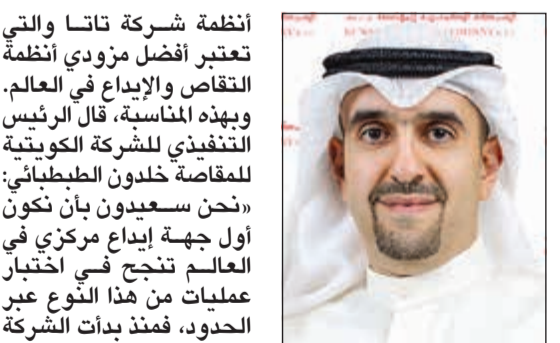 أنظمة شركة تاتا والتي
تعتبر أفضل مزودي أنظمة
التقاص والإيداع في العالم.
وبهذه المناسبة، قال الرئيس
التنفيذي للشركة الكويتية
للمقاصة خلدون الطبطبائي:
«نحن سعيدون بأن نكون
أول جهة إيداع مركزي في
العالم تنجح في اختبار
عمليات من هذا النوع عبر
الحدود، فمنذ بدأت الشركة